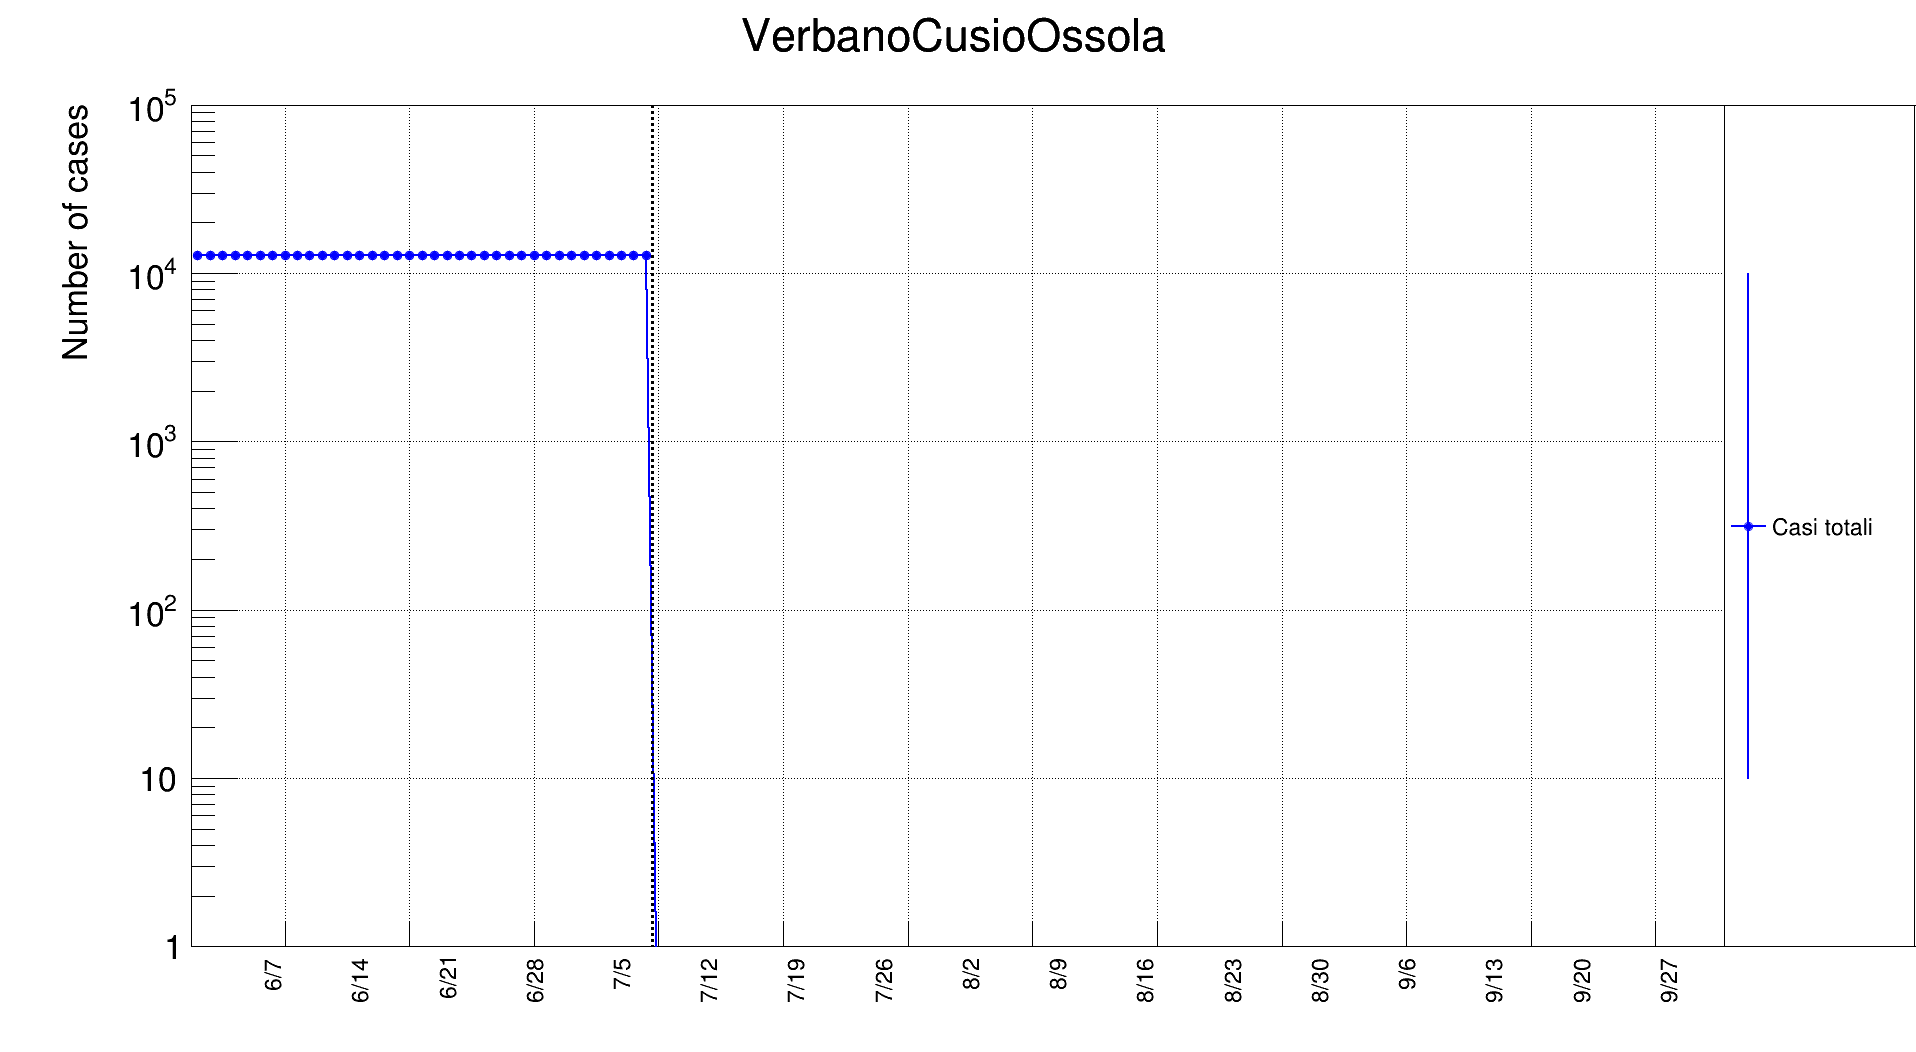 VerbanoCusioOssola
Number of cases
10^5
10^4
10^3
10^2
10
1
6/7 6/14 6/21 6/28 7/5 7/12 7/19 7/26 8/2 8/9 8/16 8/23 8/30 9/6 9/13 9/20 9/27
Casi totali